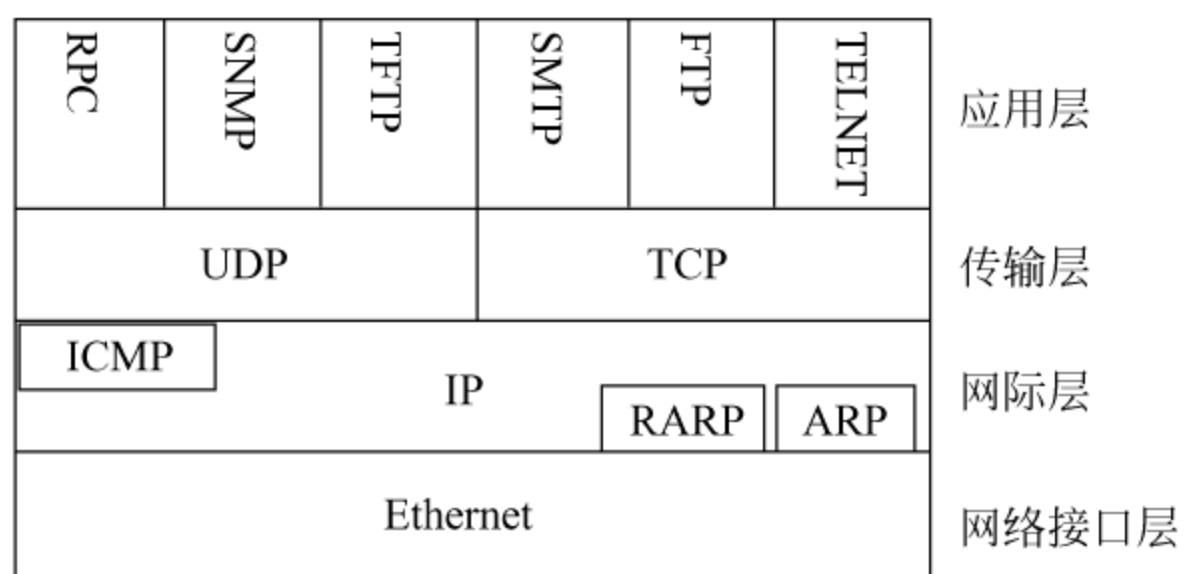 RPC
SNMP
TFTP
SMTP
FTP
TELNET
应用层
UDP
TCP
传输层
ICMP
IP
RARP
ARP
网际层
Ethernet
网络接口层